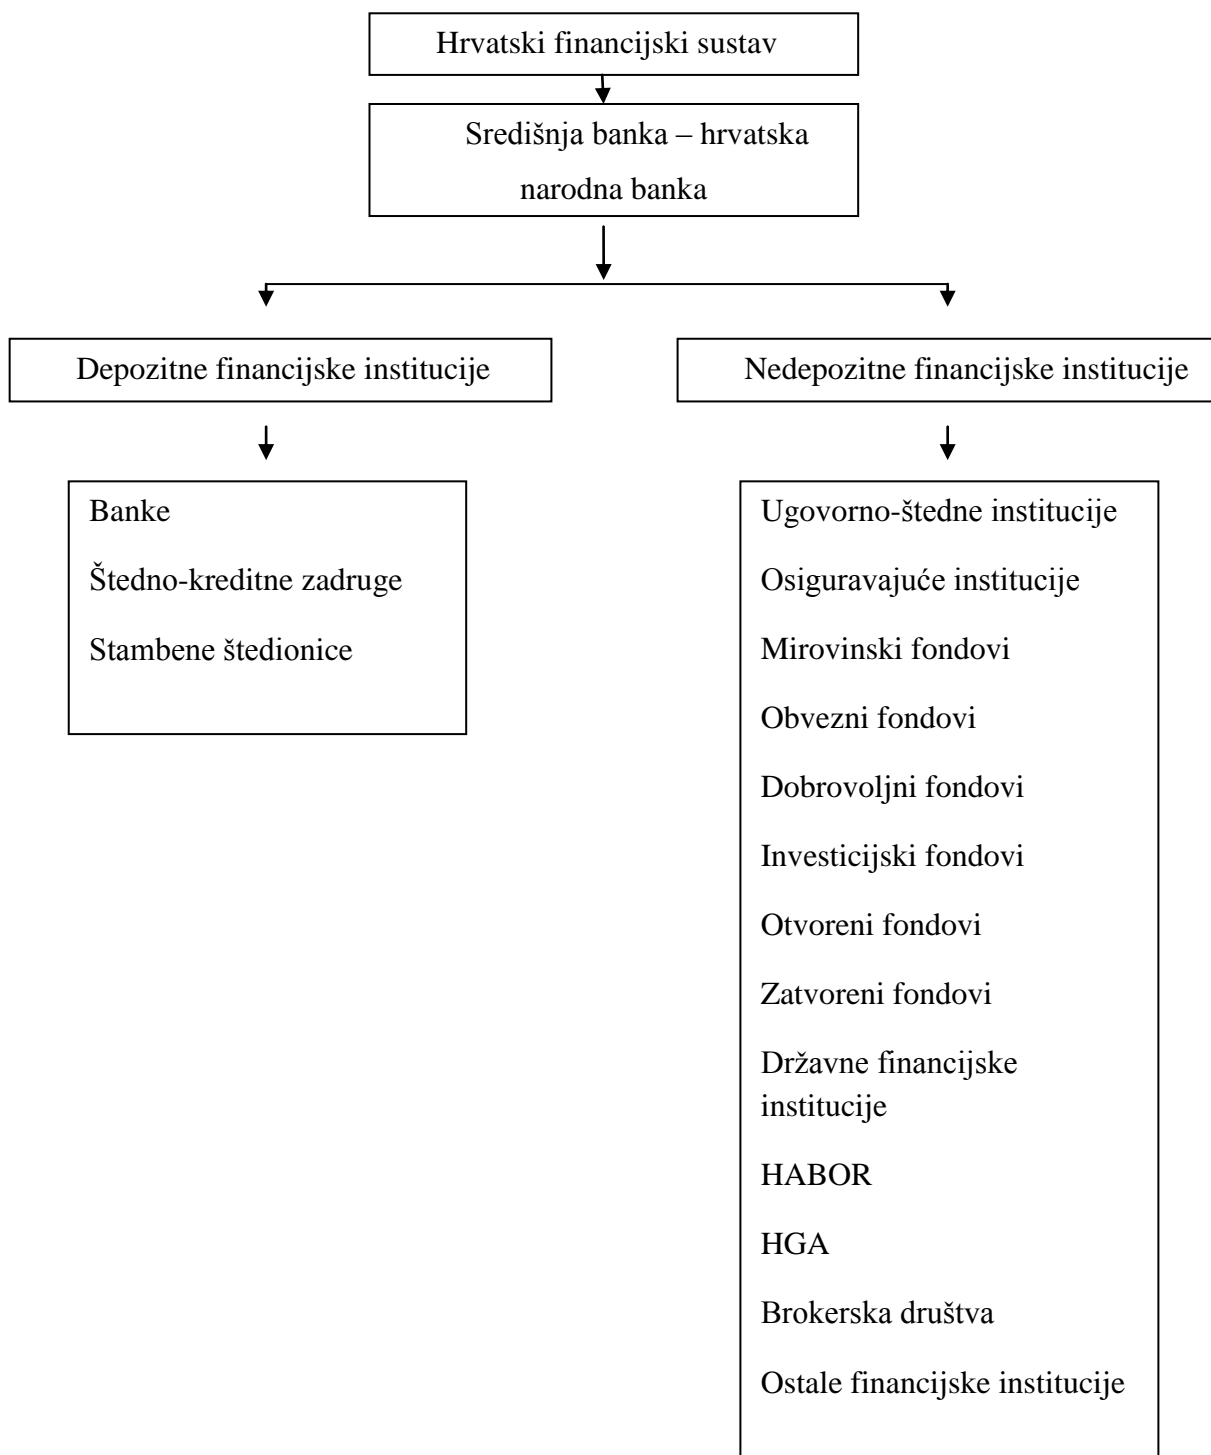 Hrvatski financijski sustav
Središnja banka – hrvatska
narodna banka
Depozitne financijske institucije
Nedepozitne financijske institucije
Banke
Štedno-kreditne zadruge
Stambene štedionice
Ugovorno-štedne institucije
Osiguravajuće institucije
Mirovinski fondovi
Obvezni fondovi
Dobrovoljni fondovi
Investicijski fondovi
Otvoreni fondovi
Zatvoreni fondovi
Državne financijske
institucije
HABOR
HGA
Brokerska društva
Ostale financijske institucije